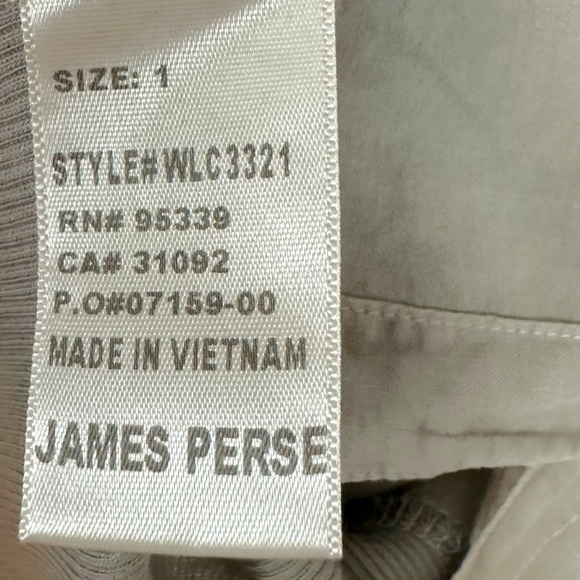 SIZE: 1
STYLE#WLC3321
RN# 95339
CA# 31092
P.O#07159-00
MADE IN VIETNAM
JAMES PERSE